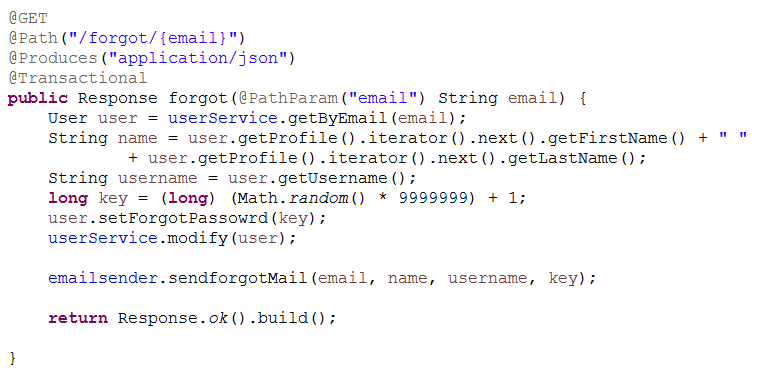 @GET
@Path("/forgot/{email}")
@Produces("application/json")
@Transactional
public Response forgot(@PathParam("email") String email) {
    User user = userService.getByEmail(email);
    String name = user.getProfile().iterator().next().getFirstName() + " "
            + user.getProfile().iterator().next().getLastName();
    String username = user.getUsername();
    long key = (long) (Math.random() * 9999999) + 1;
    user.setForgotPassowrd(key);
    userService.modify(user);

    emailsender.sendforgotMail(email, name, username, key);

    return Response.ok().build();

}